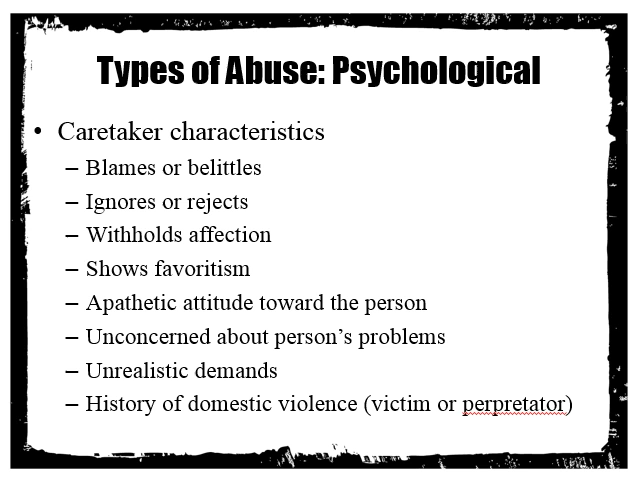 Types of Abuse: Psychological
• Caretaker characteristics
– Blames or belittles
– Ignores or rejects
– Withholds affection
– Shows favoritism
– Apathetic attitude toward the person
– Unconcerned about person’s problems
– Unrealistic demands
– History of domestic violence (victim or perpretator)